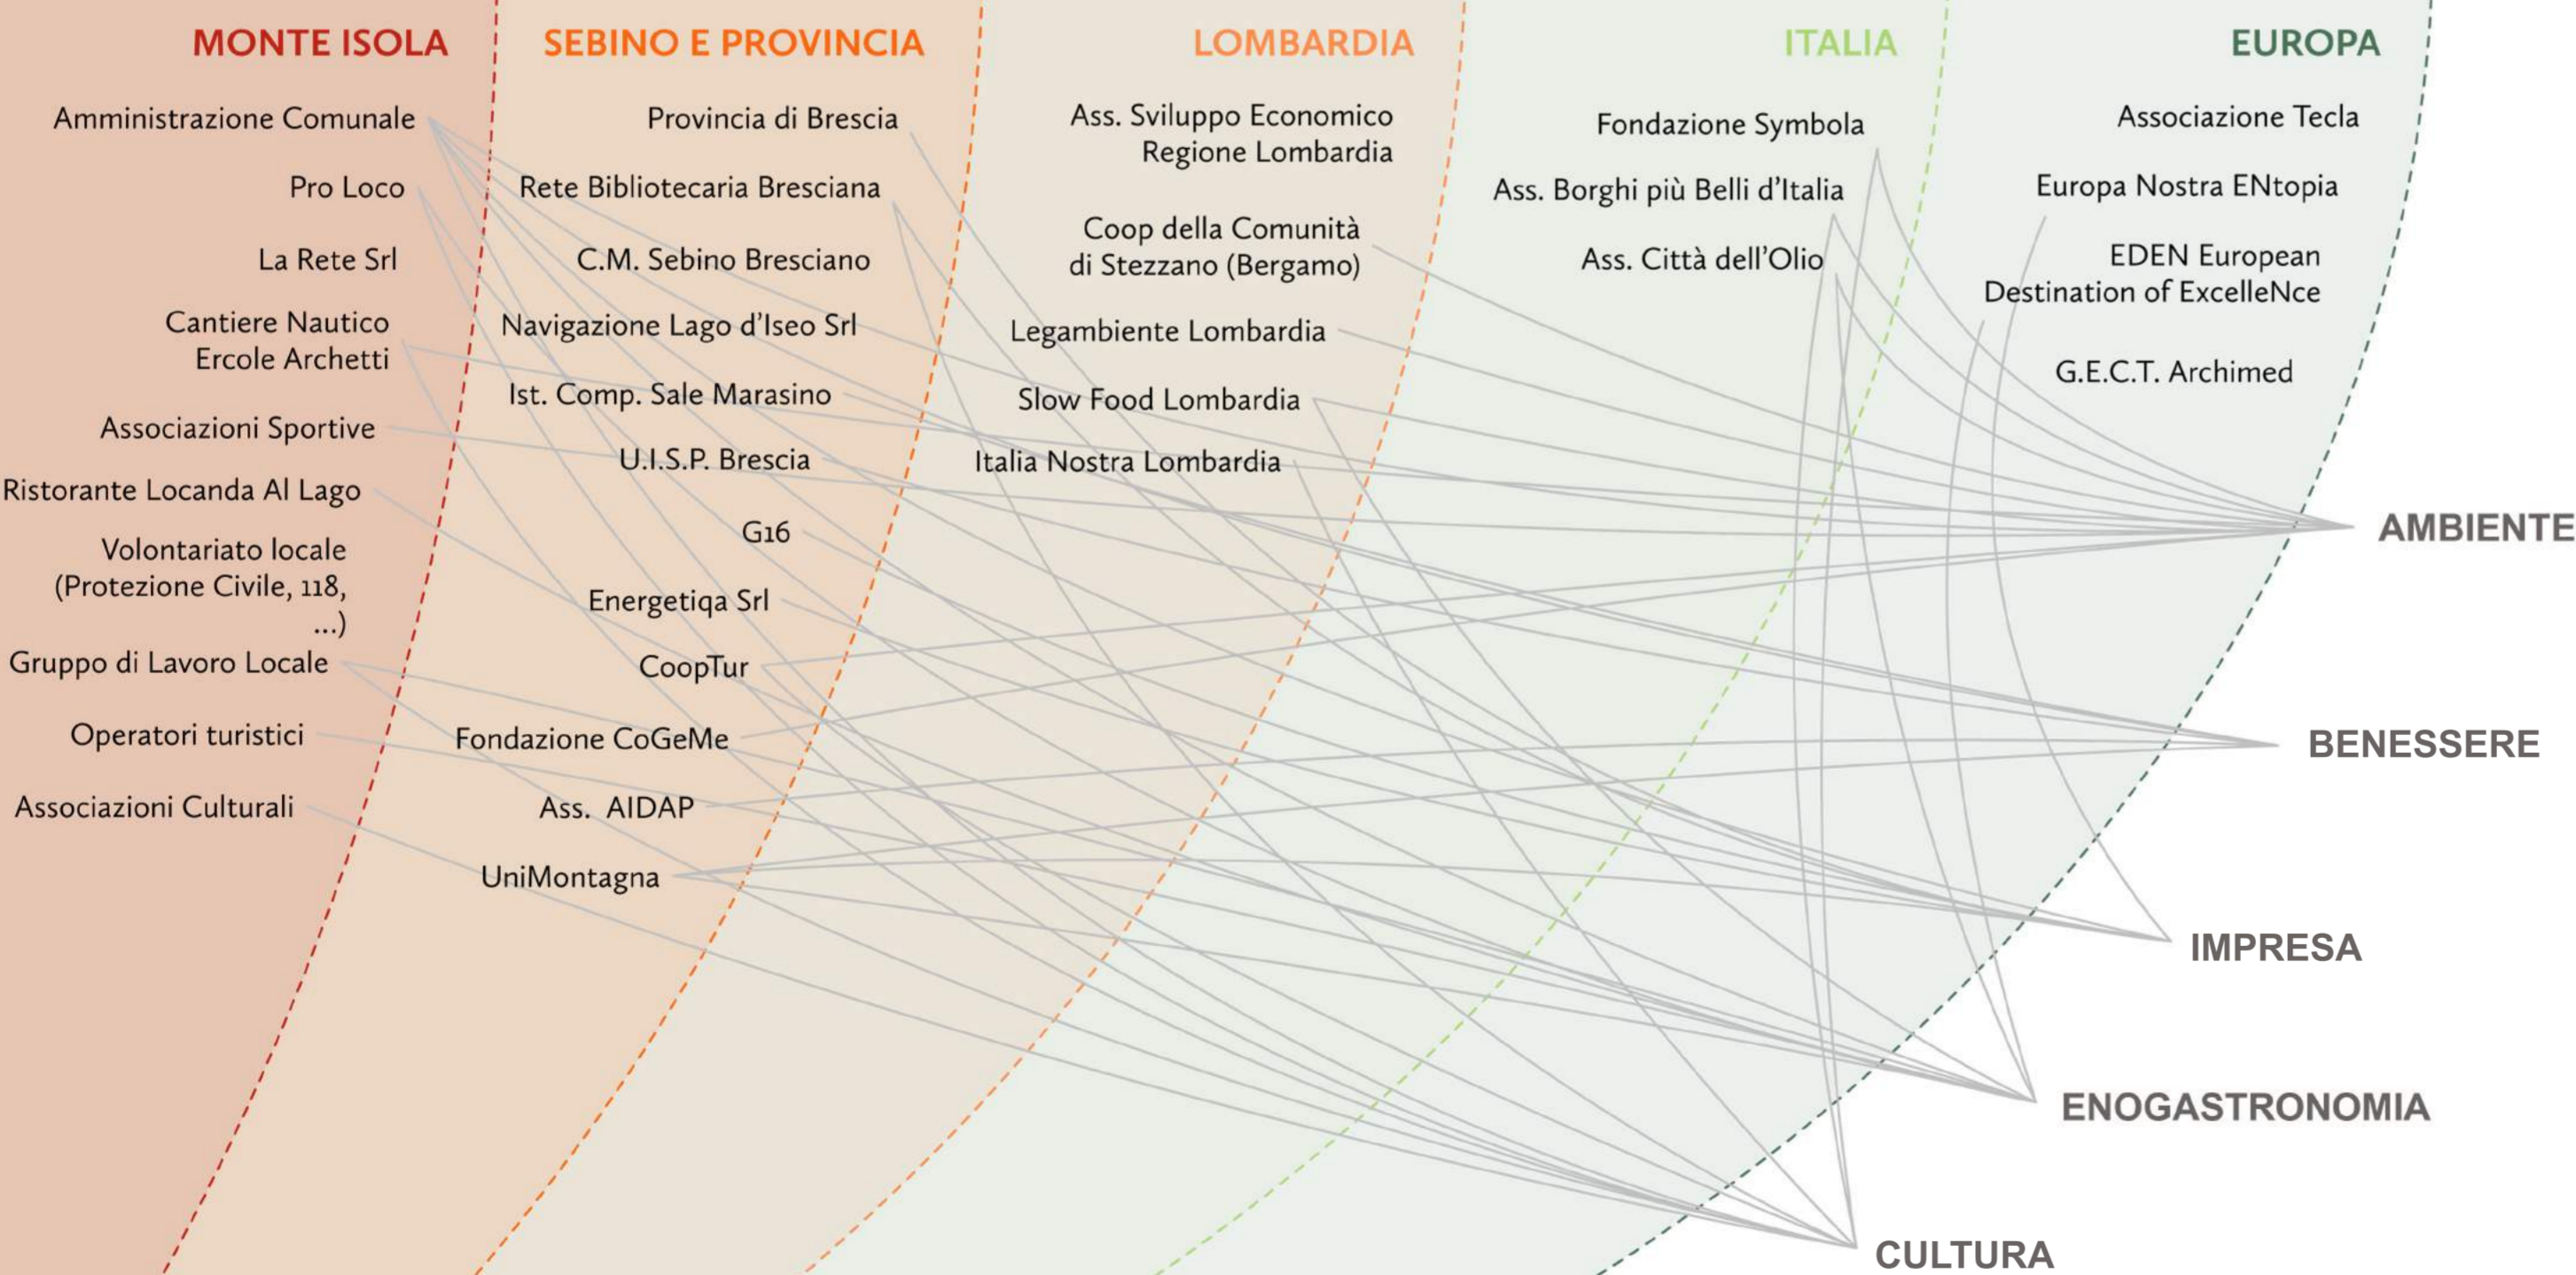 MONTE ISOLA
Amministrazione Comunale
Pro Loco
La Rete Srl
Cantiere Nautico
Ercole Archetti
Associazioni Sportive
Ristorante Locanda Al Lago
Volontariato locale
(Protezione Civile, 118,
...)
Gruppo di Lavoro Locale
Operatori turistici
Associazioni Culturali
SEBINO E PROVINCIA
Provincia di Brescia
Rete Bibliotecaria Bresciana
C.M. Sebino Bresciano
Navigazione Lago d'Iseo Srl
Ist. Comp. Sale Marasino
U.I.S.P. Brescia
G16
Energetiqa Srl
CoopTur
Fondazione CoGeMe
Ass. AIDAP
UniMontagna
LOMBARDIA
Ass. Sviluppo Economico
Regione Lombardia
Coop della Comunità
di Stezzano (Bergamo)
Legambiente Lombardia
Slow Food Lombardia
Italia Nostra Lombardia
ITALIA
Fondazione Symbola
Ass. Borghi più Belli d'Italia
Ass. Città dell'Olio
EUROPA
Associazione Tecla
Europa Nostra ENtopia
EDEN European
Destination of ExcelleNce
G.E.C.T. Archimed
AMBIENTE
BENESSERE
IMPRESA
ENOGASTRONOMIA
CULTURA